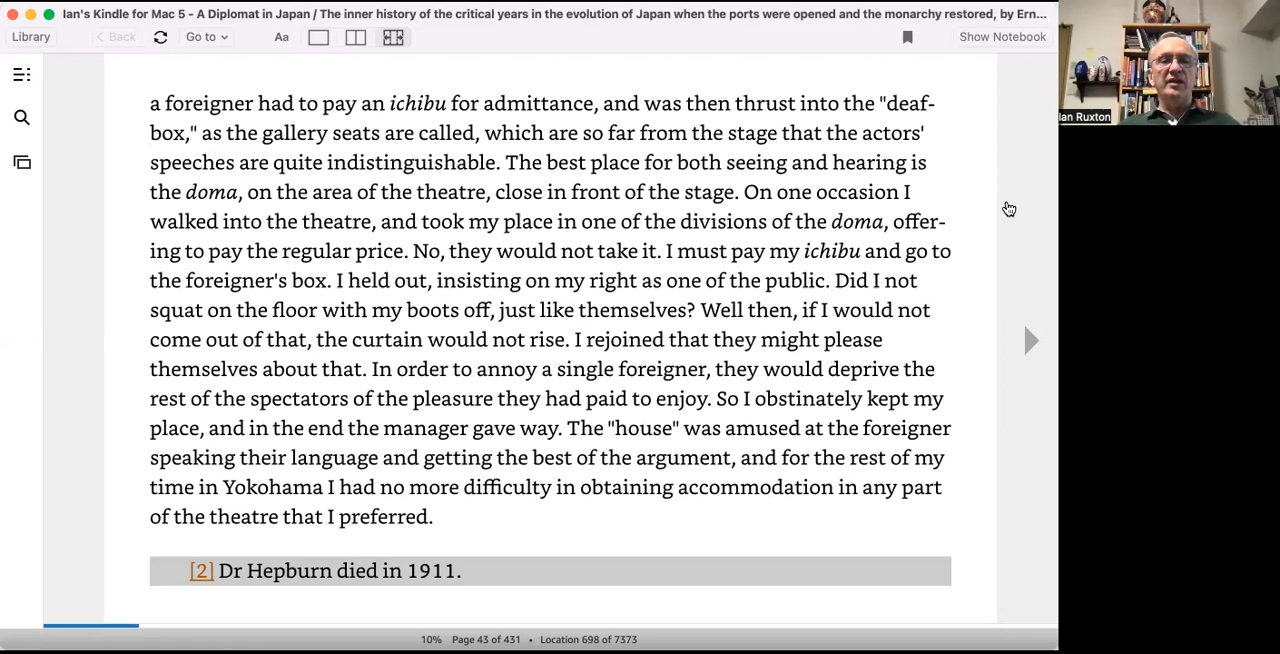 Ian's Kindle for Mac 5 - A Diplomat in Japan / The inner history of the critical years in the evolution of Japan when the ports were opened and the monarchy restored, by Ern...
Library
Back
Go to
Aa
Show Notebook
a foreigner had to pay an ichibu for admittance, and was then thrust into the "deaf-
box," as the gallery seats are called, which are so far from the stage that the actors'
speeches are quite indistinguishable. The best place for both seeing and hearing is
the doma, on the area of the theatre, close in front of the stage. On one occasion I
walked into the theatre, and took my place in one of the divisions of the doma, offer-
ing to pay the regular price. No, they would not take it. I must pay my ichibu and go to
the foreigner's box. I held out, insisting on my right as one of the public. Did I not
squat on the floor with my boots off, just like themselves? Well then, if I would not
come out of that, the curtain would not rise. I rejoined that they might please
themselves about that. In order to annoy a single foreigner, they would deprive the
rest of the spectators of the pleasure they had paid to enjoy. So I obstinately kept my
place, and in the end the manager gave way. The "house" was amused at the foreigner
speaking their language and getting the best of the argument, and for the rest of my
time in Yokohama I had no more difficulty in obtaining accommodation in any part
of the theatre that I preferred.
[2] Dr Hepburn died in 1911.
10% Page 43 of 431 • Location 698 of 7373
Ian Ruxton